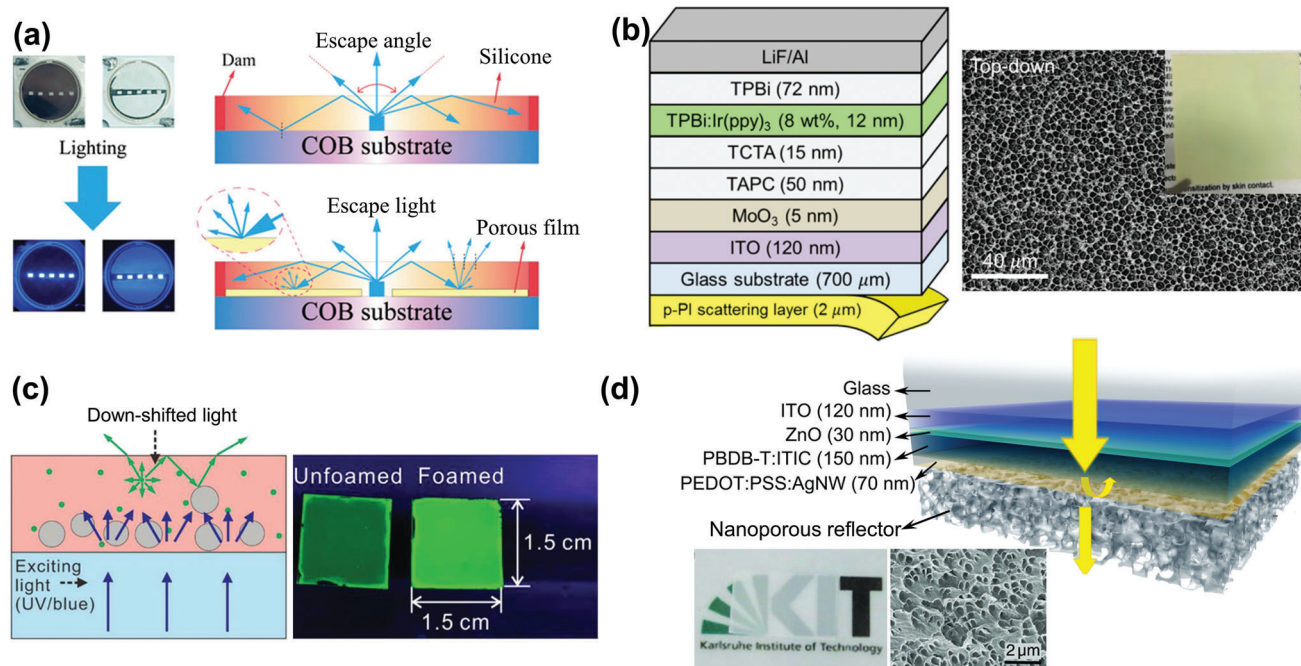 (a)
Lighting
Dam
Escape angle
Silicone
COB substrate
Escape light
Porous film
COB substrate
(b)
LiF/Al
TPBi (72 nm)
TPBi:Ir(ppy)₃ (8 wt%, 12 nm)
TCTA (15 nm)
TAPC (50 nm)
MoO₃ (5 nm)
ITO (120 nm)
Glass substrate (700 μm)
p-PI scattering layer (2 μm)
Top-down
sensitization by skin contact.
40 μm
(c)
Down-shifted light
Exciting
light
(UV/blue)
Unfoamed
Foamed
1.5 cm
1.5 cm
(d)
Glass
ITO (120 nm)
ZnO (30 nm)
PBDB-T:ITIC (150 nm)
PEDOT:PSS:AgNW (70 nm)
Nanoporous reflector
KIT
Karlsruhe Institute of Technology
2 μm